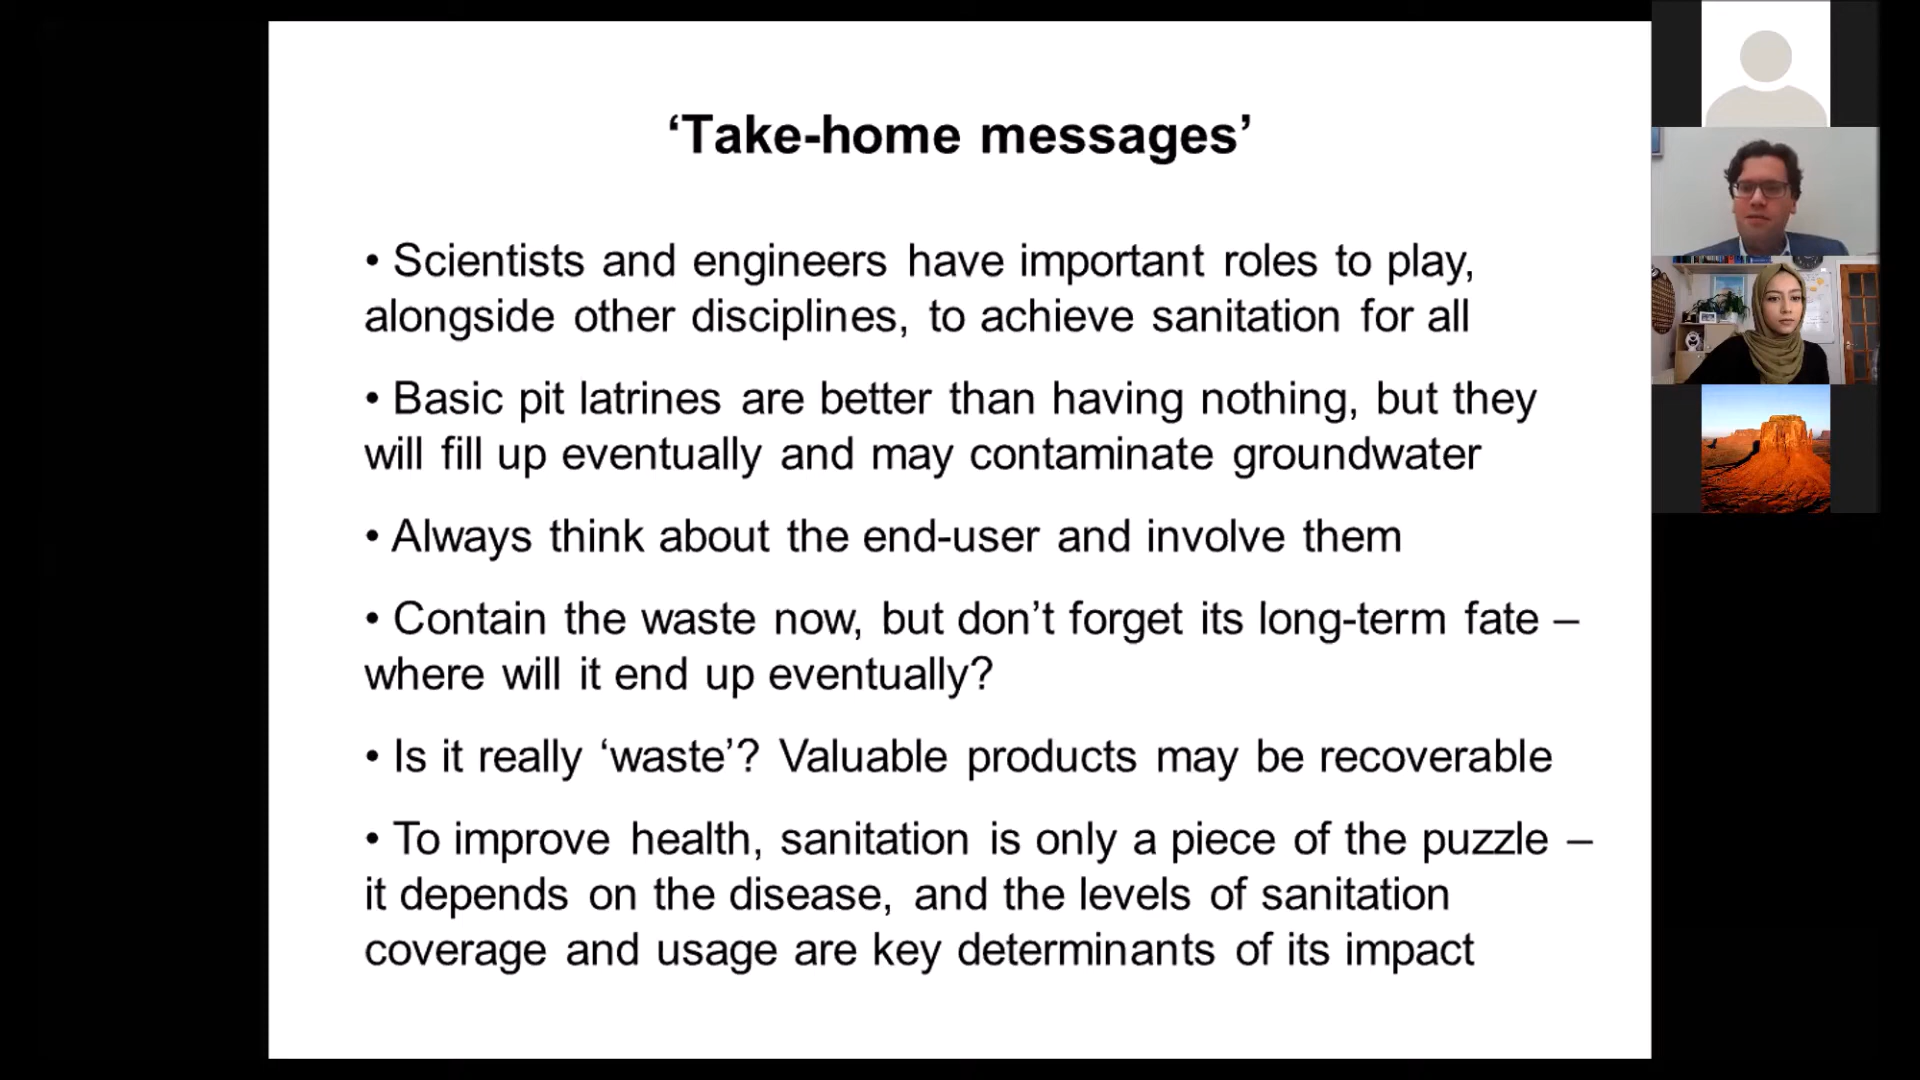 ‘Take-home messages’
• Scientists and engineers have important roles to play,
alongside other disciplines, to achieve sanitation for all
• Basic pit latrines are better than having nothing, but they
will fill up eventually and may contaminate groundwater
• Always think about the end-user and involve them
• Contain the waste now, but don’t forget its long-term fate –
where will it end up eventually?
• Is it really ‘waste’? Valuable products may be recoverable
• To improve health, sanitation is only a piece of the puzzle –
it depends on the disease, and the levels of sanitation
coverage and usage are key determinants of its impact